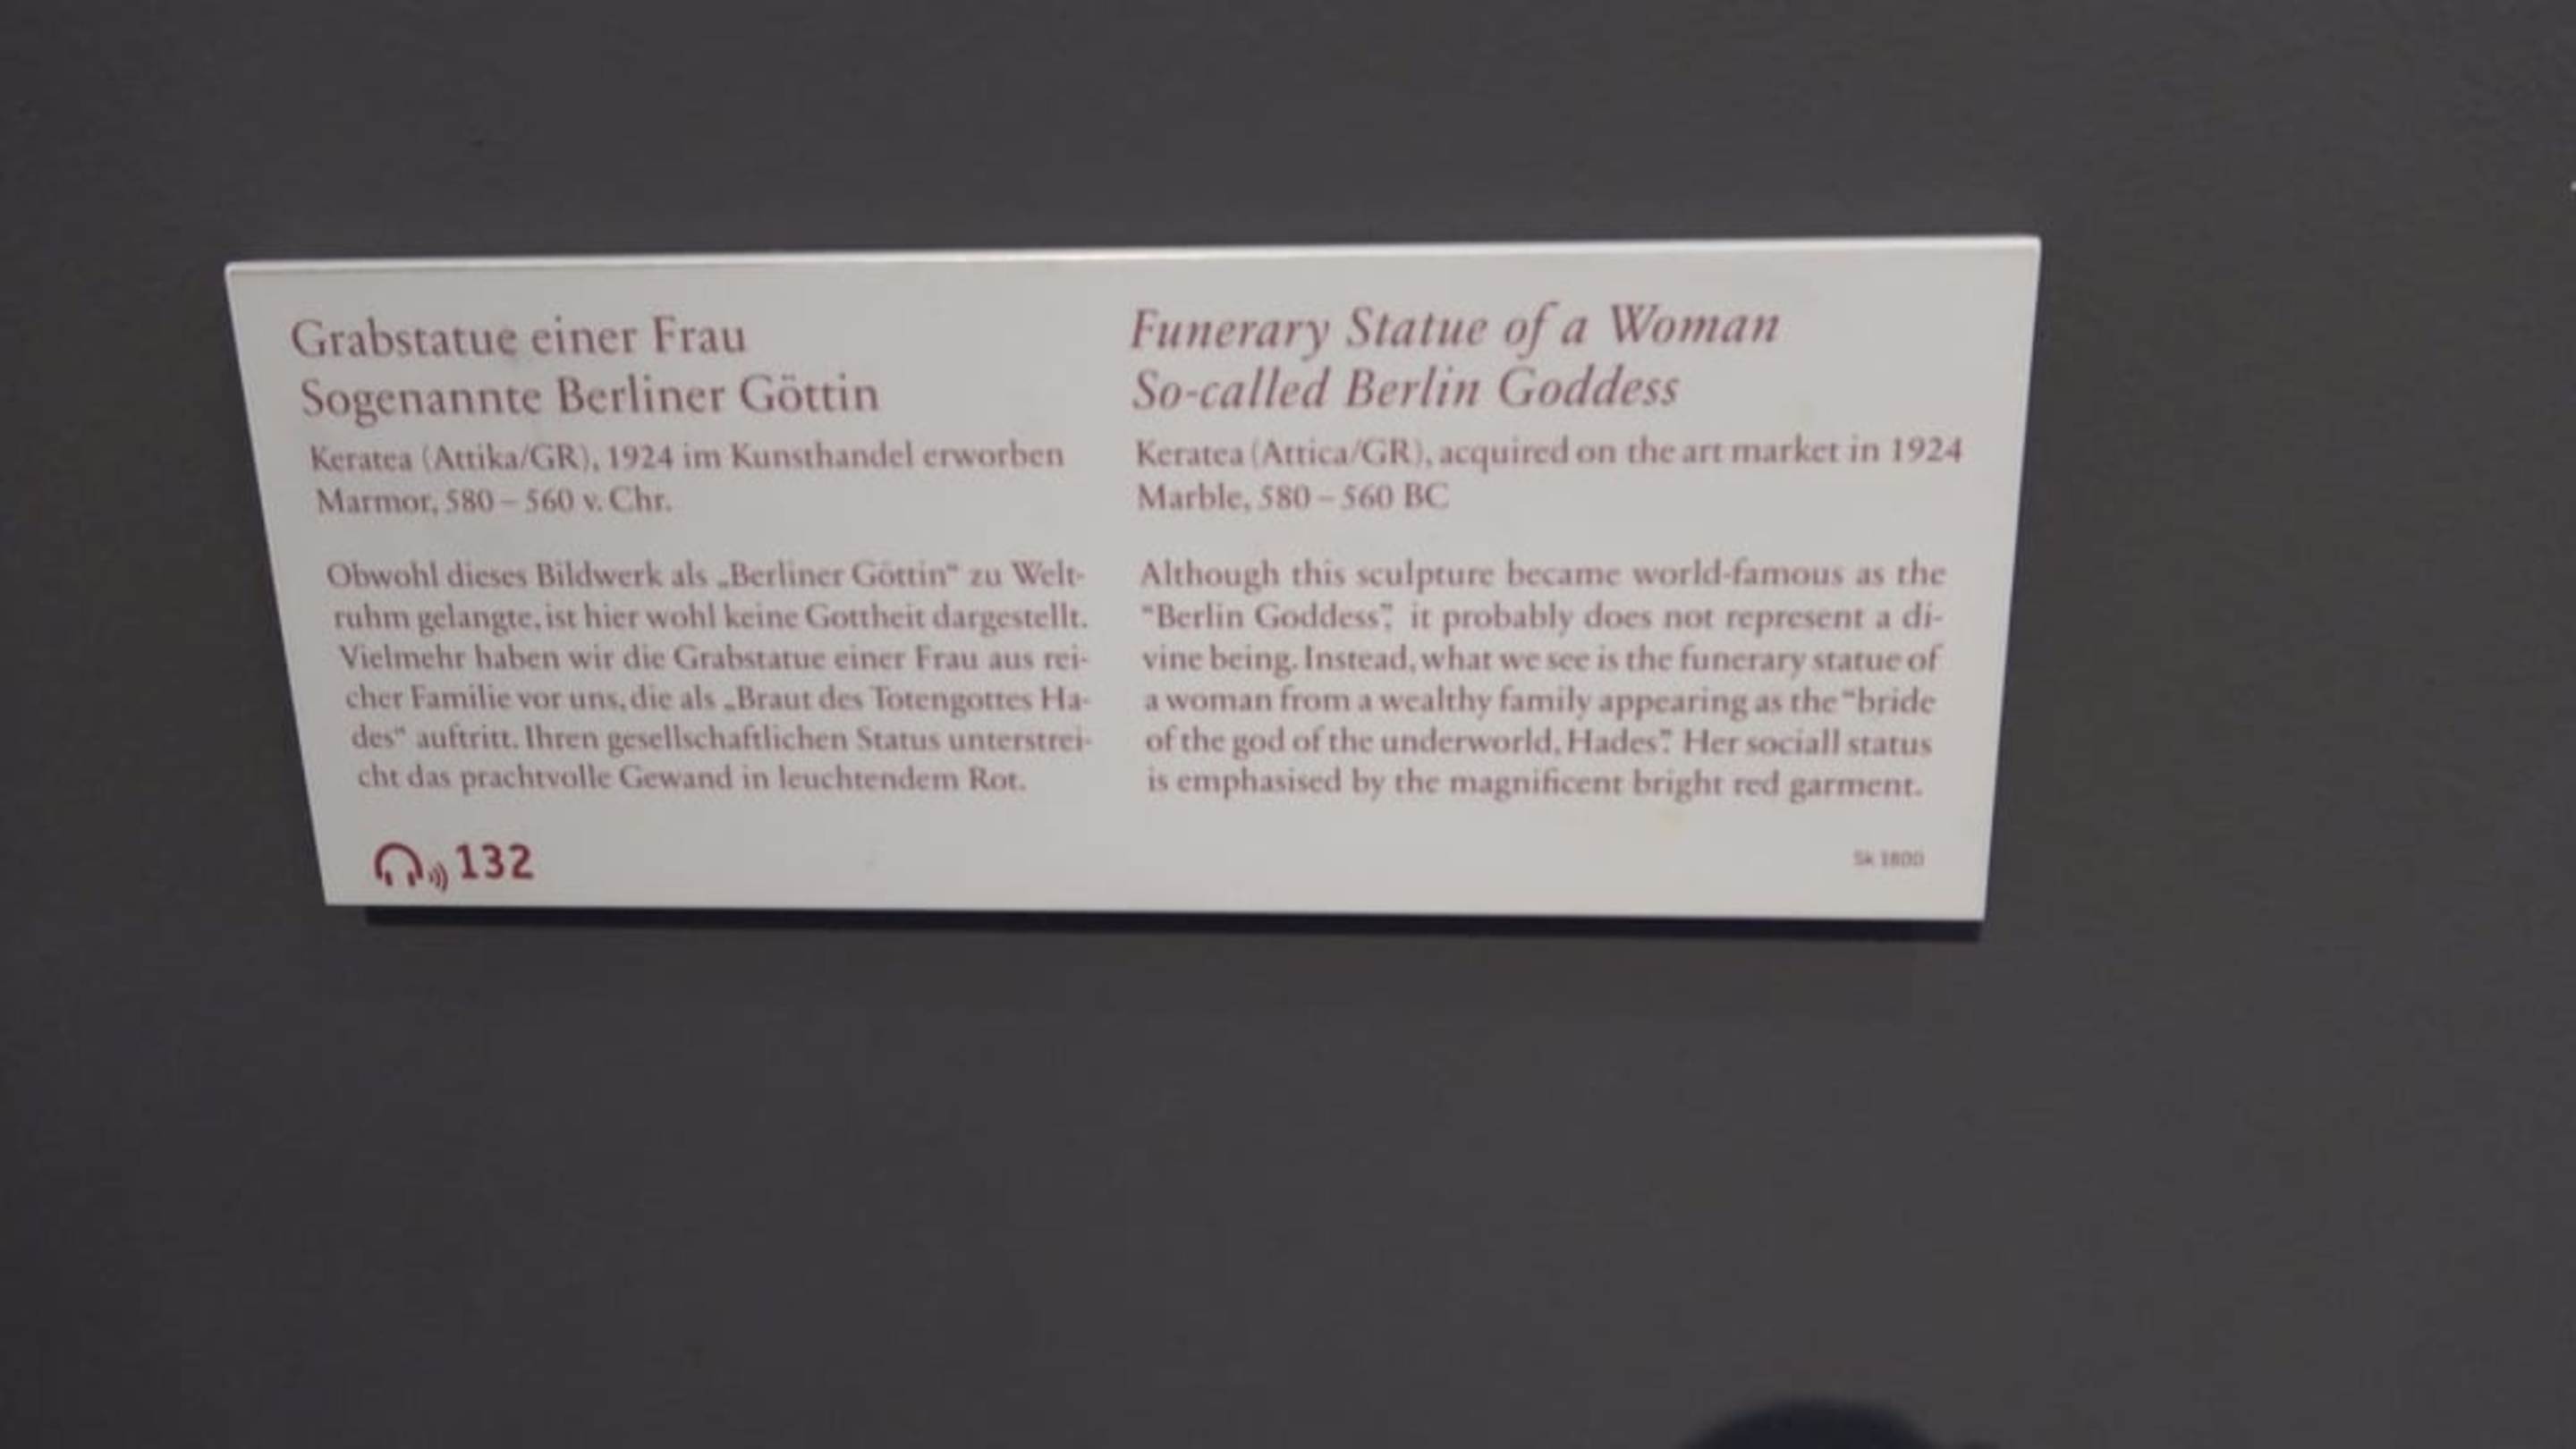 Grabstatue einer Frau
Sogenannte Berliner Göttin
Keratea (Attika/GR), 1924 im Kunsthandel erworben
Marmor, 580 – 560 v. Chr.
Obwohl dieses Bildwerk als „Berliner Göttin“ zu Welt-
ruhm gelangte, ist hier wohl keine Gottheit dargestellt.
Vielmehr haben wir die Grabstatue einer Frau aus rei-
cher Familie vor uns, die als „Braut des Totengottes Ha-
des“ auftritt. Ihren gesellschaftlichen Status unterstrei-
cht das prachtvolle Gewand in leuchtendem Rot.
132
Funerary Statue of a Woman
So-called Berlin Goddess
Keratea (Attica/GR), acquired on the art market in 1924
Marble, 580 – 560 BC
Although this sculpture became world-famous as the
“Berlin Goddess”, it probably does not represent a di-
vine being. Instead, what we see is the funerary statue of
a woman from a wealthy family appearing as the “bride
of the god of the underworld, Hades”. Her sociall status
is emphasised by the magnificent bright red garment.
Sk 1800